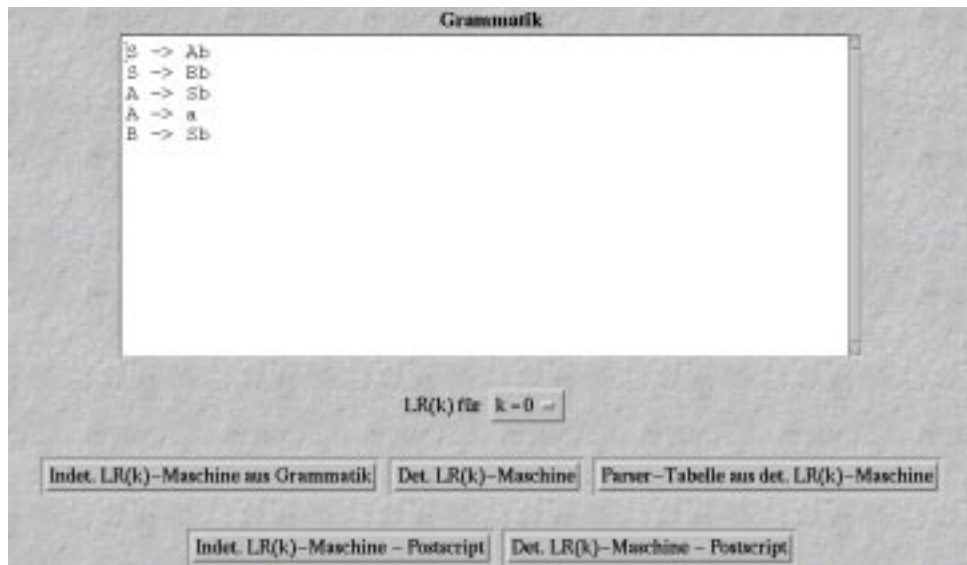 Grammatik
S -> Ab
S -> Bb
A -> Sb
A -> a
B -> Sb
LR(k) für k=0
Indet. LR(k)-Maschine aus Grammatik Det. LR(k)-Maschine Parser-Tabelle aus det. LR(k)-Maschine
Indet. LR(k)-Maschine - Postscript Det. LR(k)-Maschine - Postscript